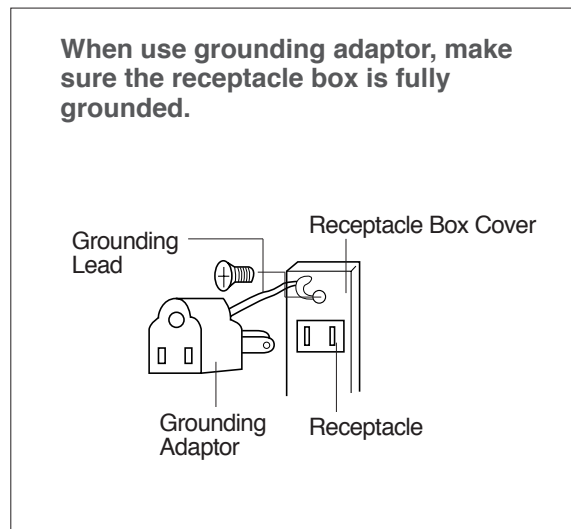 When use grounding adaptor, make
sure the receptacle box is fully
grounded.
Grounding
Lead
Receptacle Box Cover
Grounding
Adaptor
Receptacle